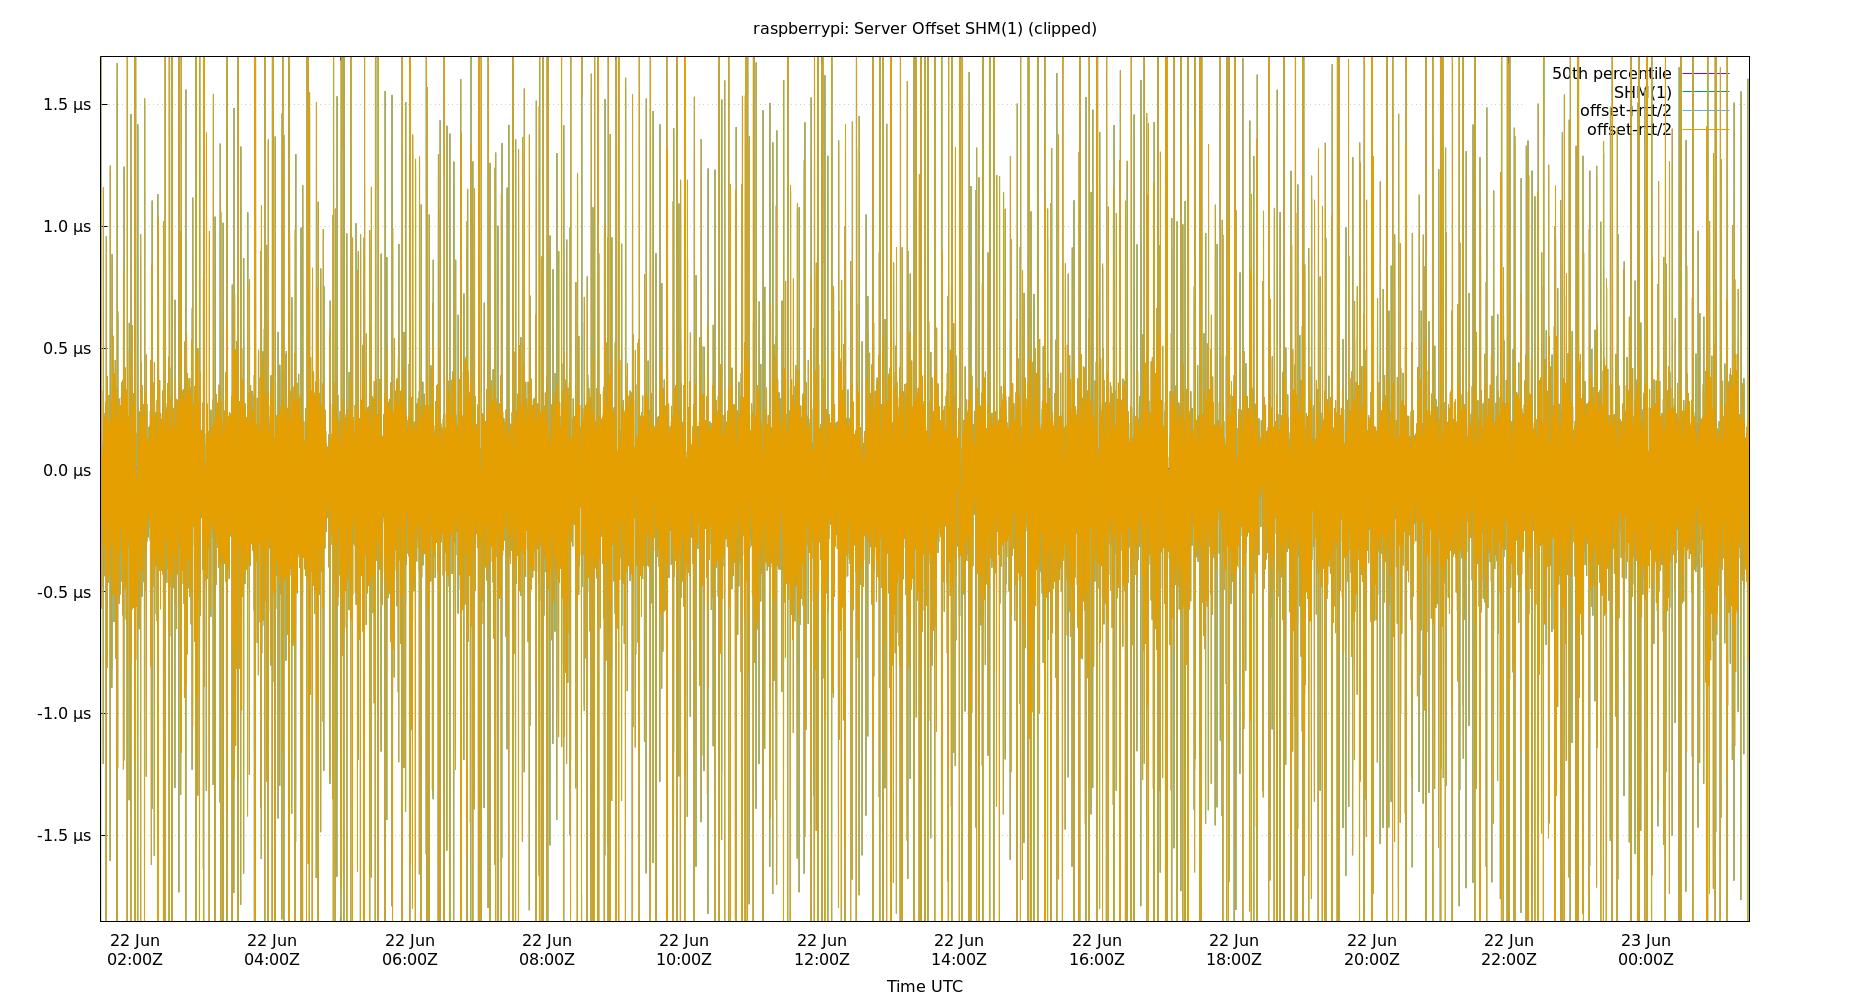 raspberrypi: Server Offset SHM(1) (clipped)
50th percentile
SHM(1)
offset+rtt/2
offset-rtt/2
1.5 µs
1.0 µs
0.5 µs
0.0 µs
-0.5 µs
-1.0 µs
-1.5 µs
22 Jun 22 Jun 22 Jun 22 Jun 22 Jun 22 Jun 22 Jun 22 Jun 22 Jun 22 Jun 22 Jun 23 Jun
02:00Z 04:00Z 06:00Z 08:00Z 10:00Z 12:00Z 14:00Z 16:00Z 18:00Z 20:00Z 22:00Z 00:00Z
Time UTC